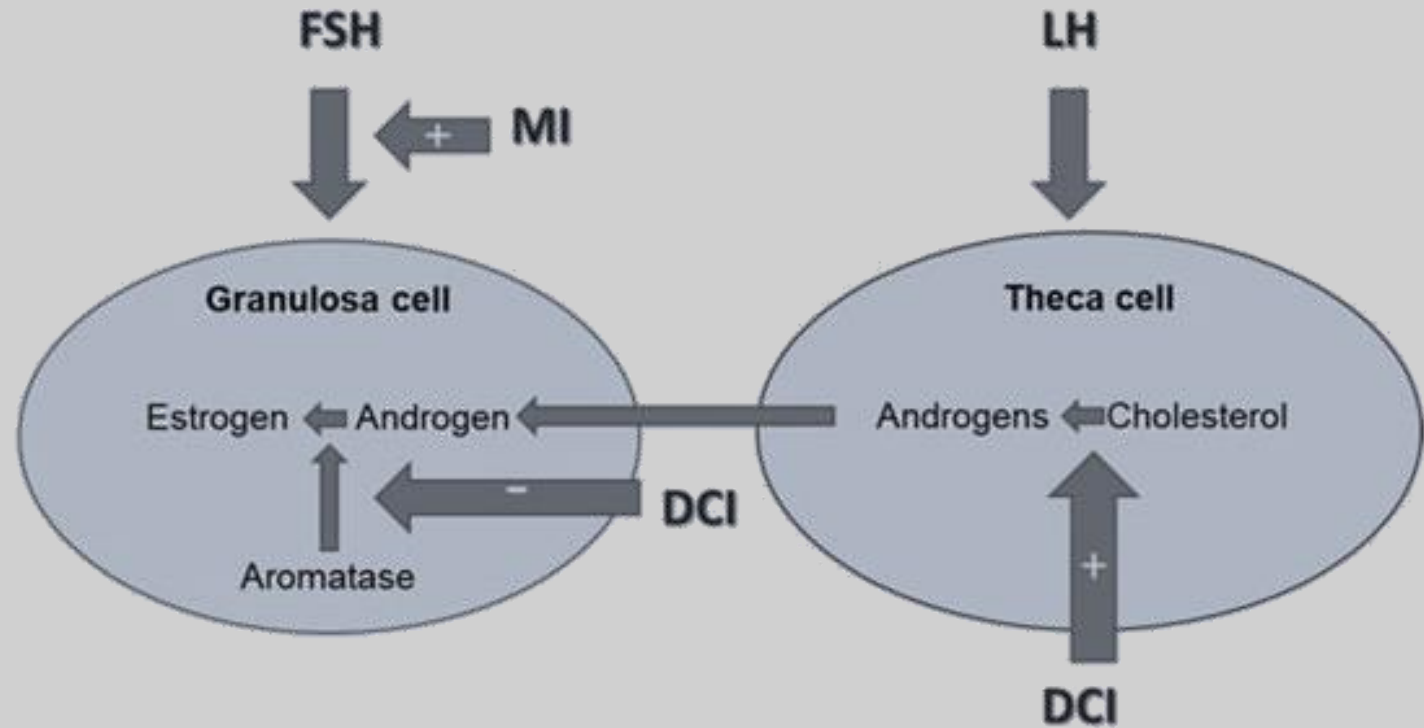 FSH
LH
+
MI
Granulosa cell
Theca cell
Estrogen
Androgen
Androgens
Cholesterol
-
DCI
Aromatase
+
DCI